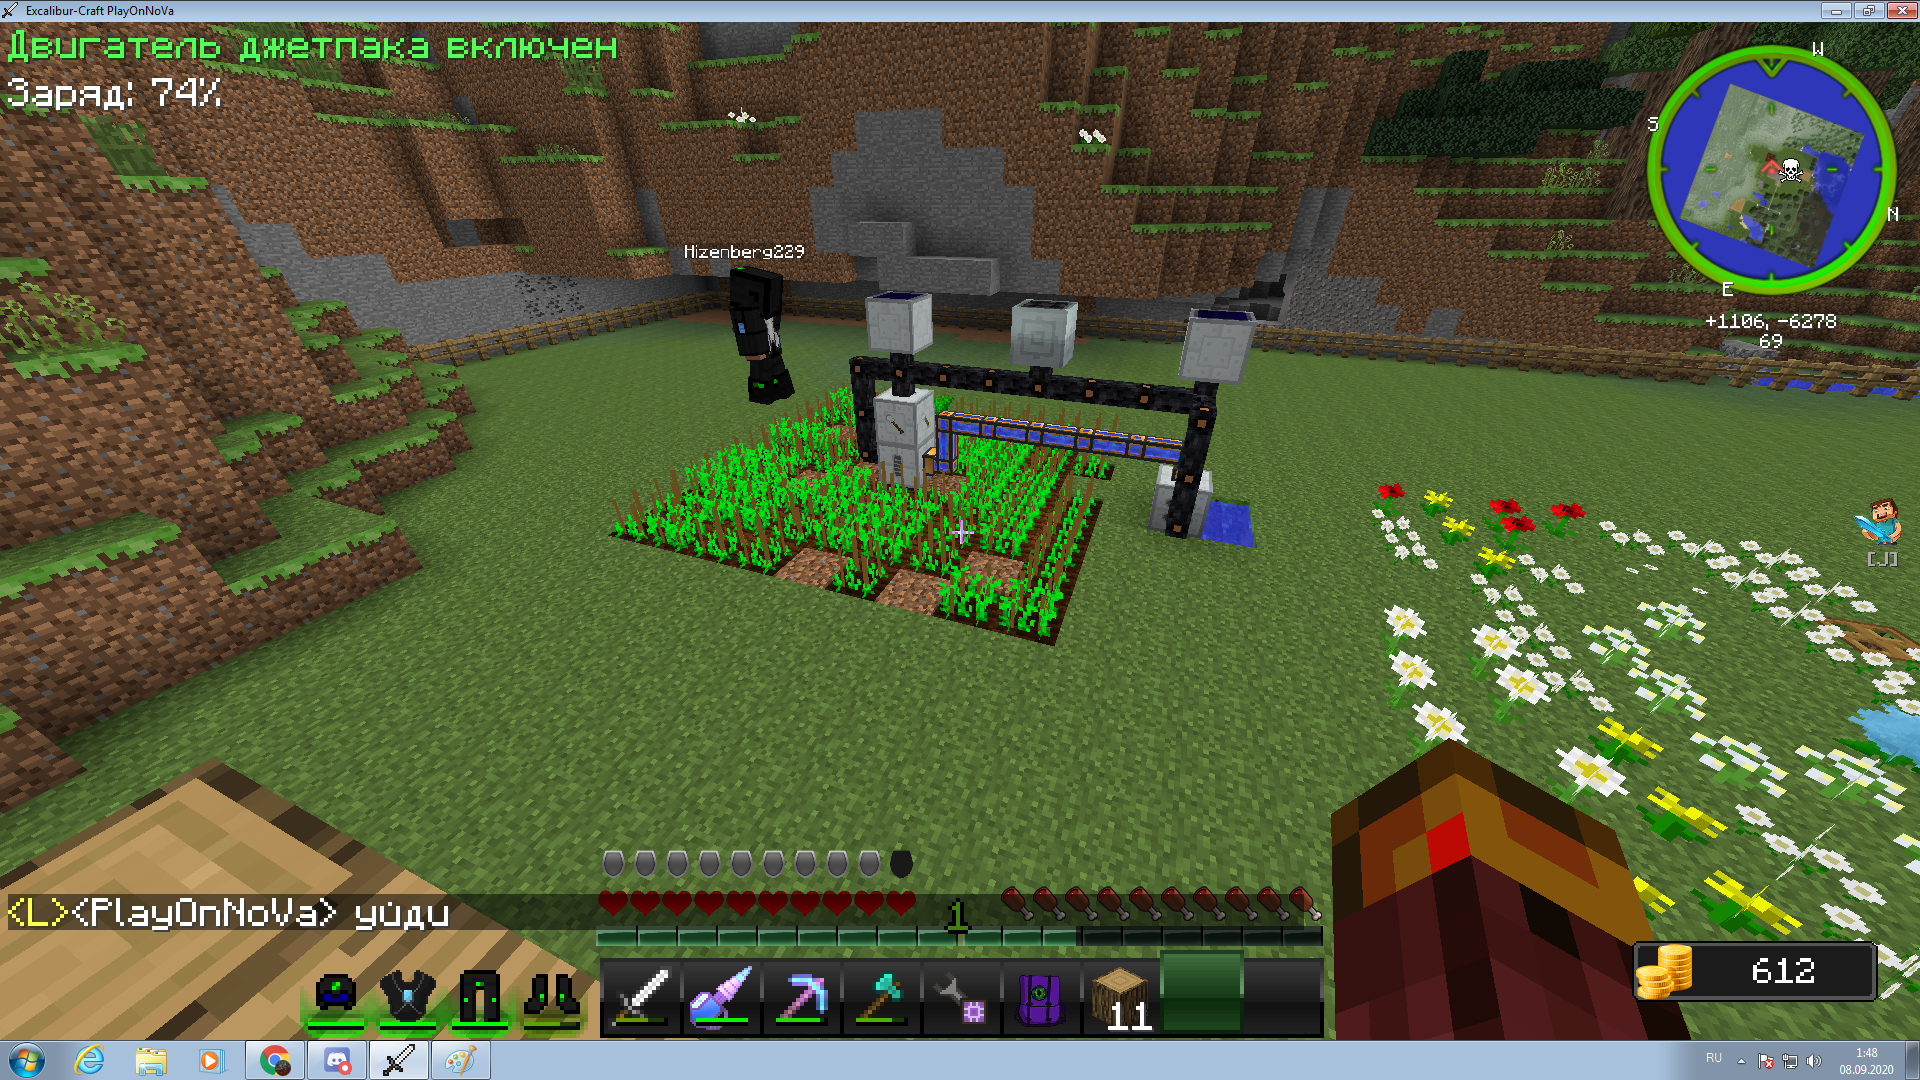 Excalibur-Craft PlayOnNoVa
Двигатель джетпака включен
Заряд: 74%
W
S
N
E
+1106, -6278
69
Hizenberg229
[J]
<L><PlayOnNoVa> уйди
1
11
612
RU
1:48
08.09.2020